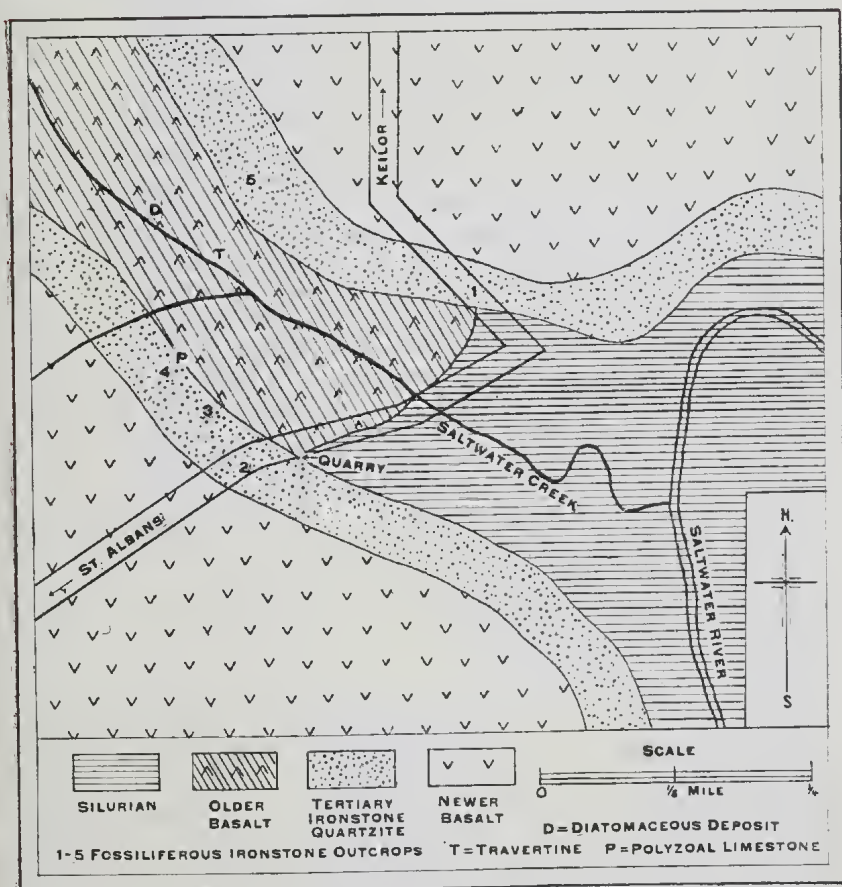 KEILOR
5
D
T
1
P
4
3
2
QUARRY
SALTWATER CREEK
ST. ALBANS
SALTWATER RIVER
N.
S
SCALE
0 1/8 MILE 1/4
SILURIAN
OLDER BASALT
TERTIARY IRONSTONE QUARTZITE
NEWER BASALT
D=DIATOMACEOUS DEPOSIT
1-5 FOSSILIFEROUS IRONSTONE OUTCROPS T=TRAVERTINE P=POLYZOAL LIMESTONE